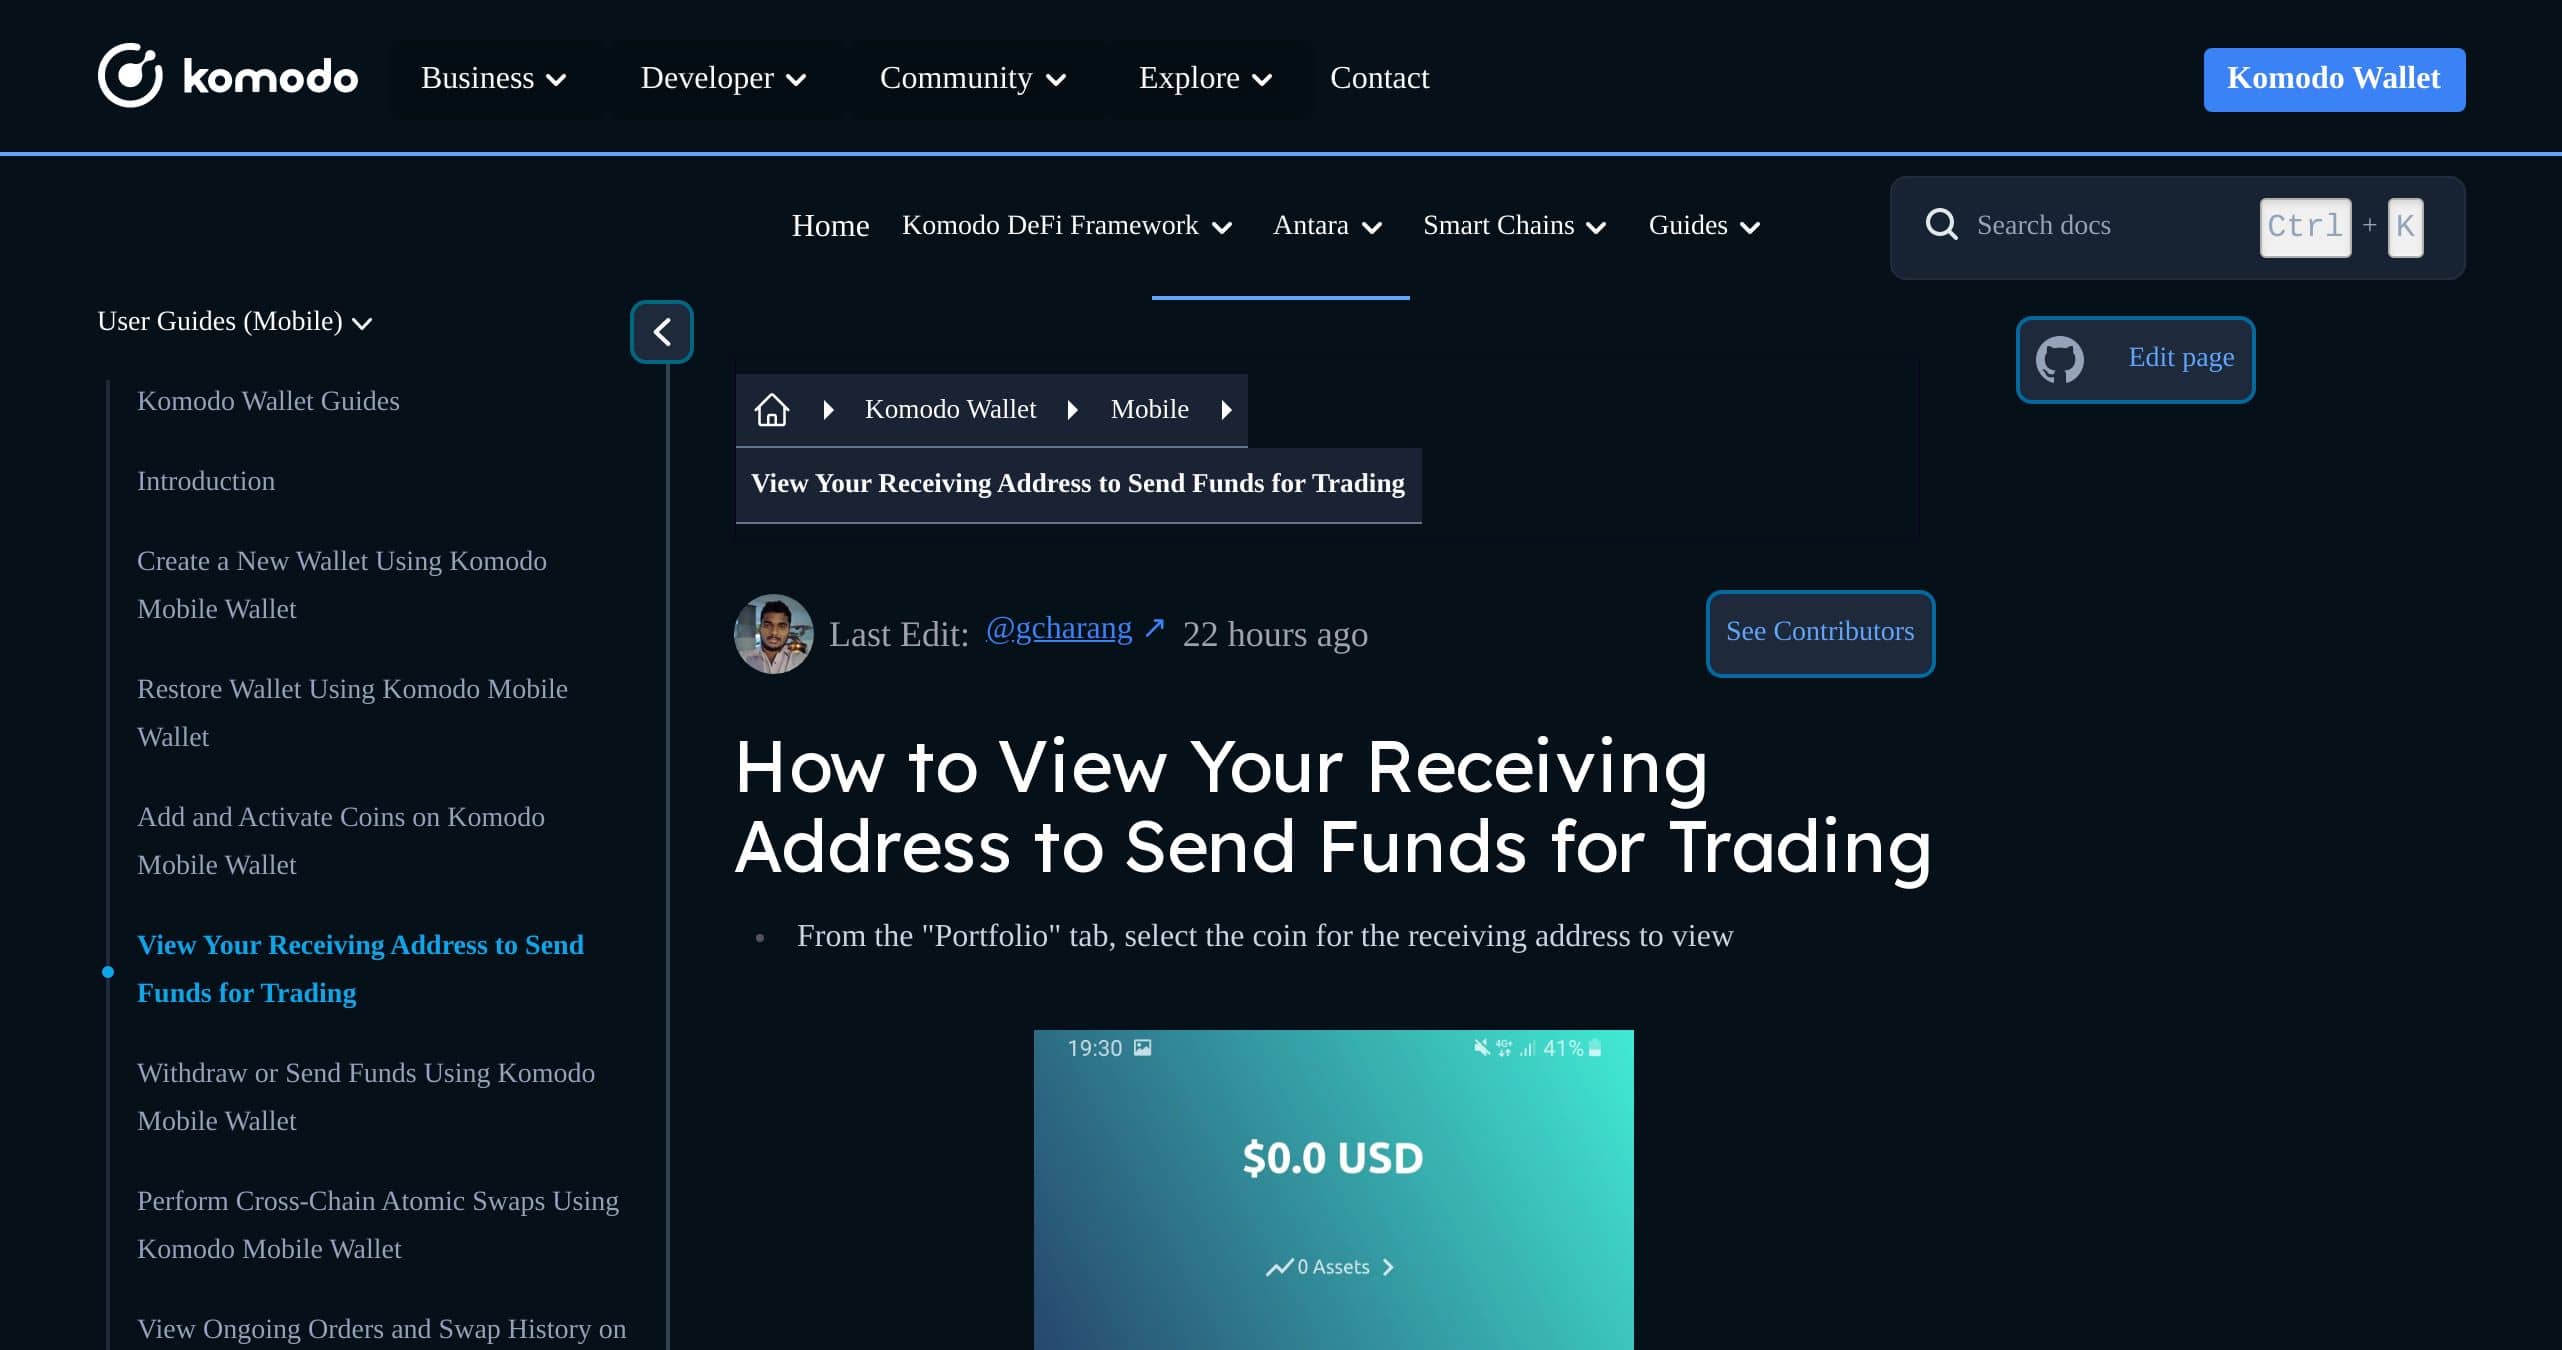 komodo
Business
Developer
Community
Explore
Contact
Komodo Wallet
Home
Komodo DeFi Framework
Antara
Smart Chains
Guides
Search docs
Ctrl + K
User Guides (Mobile)
Komodo Wallet Guides
Introduction
Create a New Wallet Using Komodo
Mobile Wallet
Restore Wallet Using Komodo Mobile
Wallet
Add and Activate Coins on Komodo
Mobile Wallet
View Your Receiving Address to Send
Funds for Trading
Withdraw or Send Funds Using Komodo
Mobile Wallet
Perform Cross-Chain Atomic Swaps Using
Komodo Mobile Wallet
View Ongoing Orders and Swap History on
Edit page
Komodo Wallet
Mobile
View Your Receiving Address to Send Funds for Trading
Last Edit: @gcharang ↗ 22 hours ago
See Contributors
How to View Your Receiving
Address to Send Funds for Trading
From the "Portfolio" tab, select the coin for the receiving address to view
19:30
4G+ 41%
$0.0 USD
0 Assets